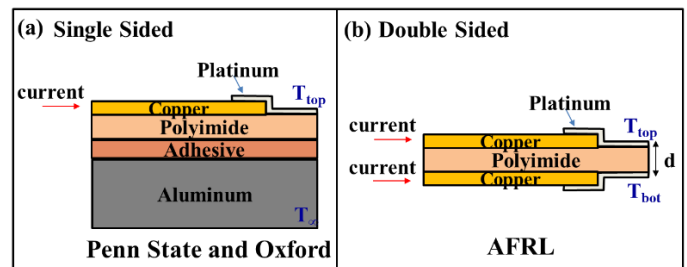 (a) Single Sided
Platinum
T_top
current
Copper
Polyimide
Adhesive
Aluminum
T_∞
Penn State and Oxford
(b) Double Sided
Platinum
current
T_top
Copper
Polyimide
d
current
Copper
T_bot
AFRL